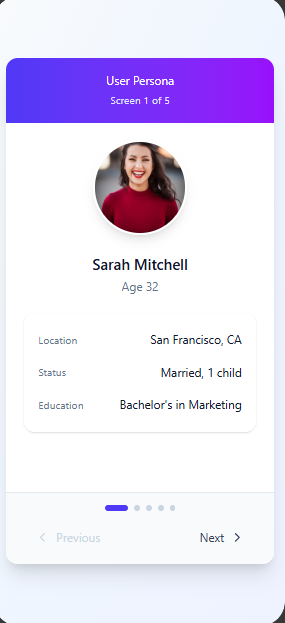 User Persona
Screen 1 of 5
Sarah Mitchell
Age 32
Location San Francisco, CA
Status Married, 1 child
Education Bachelor's in Marketing
Previous Next